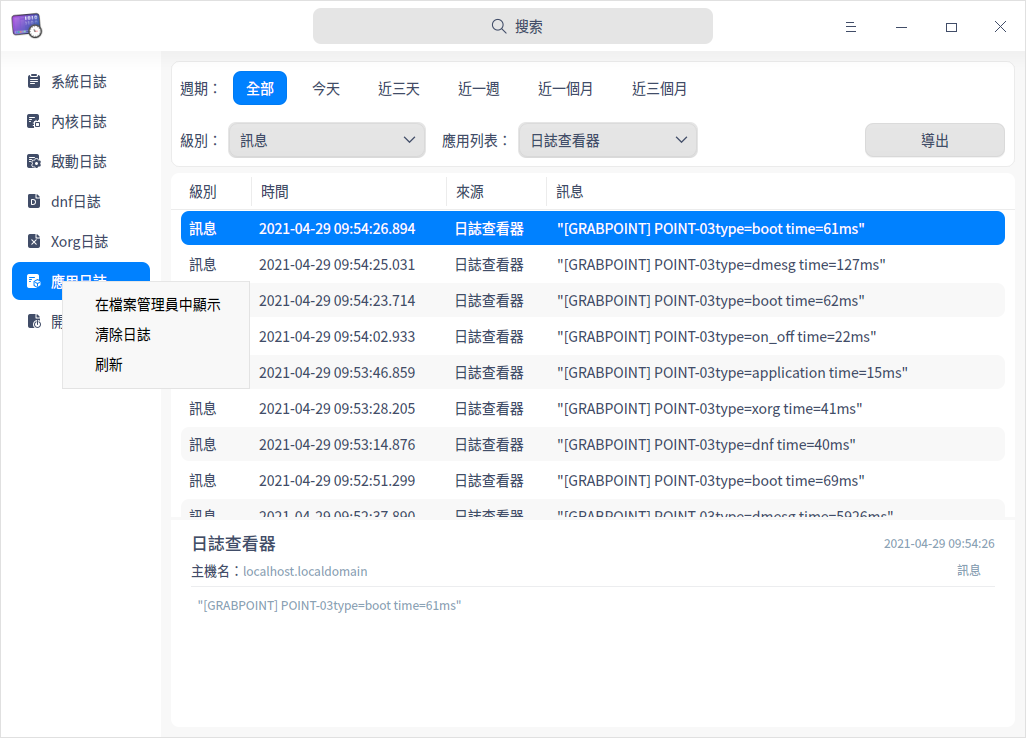 搜索
系統日誌
內核日誌
啟動日誌
dnf日誌
Xorg日誌
應用日誌
開
在檔案管理員中顯示
清除日誌
刷新
週期： 全部 今天 近三天 近一週 近一個月 近三個月
級別： 訊息 應用列表： 日誌查看器 導出
級別 時間 來源 訊息
訊息 2021-04-29 09:54:26.894 日誌查看器 "[GRABPOINT] POINT-03type=boot time=61ms"
訊息 2021-04-29 09:54:25.031 日誌查看器 "[GRABPOINT] POINT-03type=dmesg time=127ms"
2021-04-29 09:54:23.714 日誌查看器 "[GRABPOINT] POINT-03type=boot time=62ms"
2021-04-29 09:54:02.933 日誌查看器 "[GRABPOINT] POINT-03type=on_off time=22ms"
2021-04-29 09:53:46.859 日誌查看器 "[GRABPOINT] POINT-03type=application time=15ms"
訊息 2021-04-29 09:53:28.205 日誌查看器 "[GRABPOINT] POINT-03type=xorg time=41ms"
訊息 2021-04-29 09:53:14.876 日誌查看器 "[GRABPOINT] POINT-03type=dnf time=40ms"
訊息 2021-04-29 09:52:51.299 日誌查看器 "[GRABPOINT] POINT-03type=boot time=69ms"
訊息 2021-04-29 09:52:37.890 日誌查看器 "[GRABPOINT] POINT-03type=dmesg time=5926ms"
日誌查看器 2021-04-29 09:54:26
主機名：localhost.localdomain 訊息
"[GRABPOINT] POINT-03type=boot time=61ms"